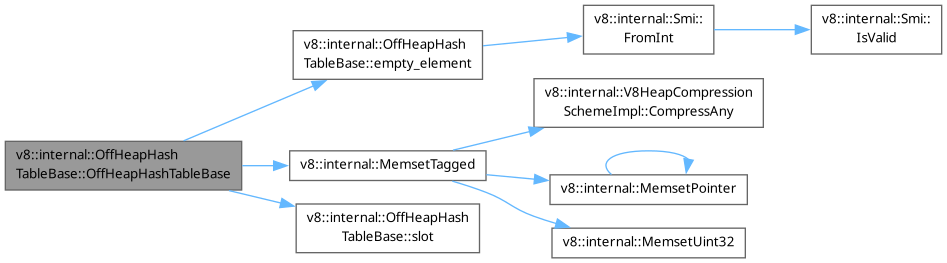 v8::internal::OffHeapHash
TableBase::OffHeapHashTableBase
v8::internal::OffHeapHash
TableBase::empty_element
v8::internal::Smi::
FromInt
v8::internal::Smi::
IsValid
v8::internal::MemsetTagged
v8::internal::V8HeapCompression
SchemeImpl::CompressAny
v8::internal::MemsetPointer
v8::internal::MemsetUint32
v8::internal::OffHeapHash
TableBase::slot